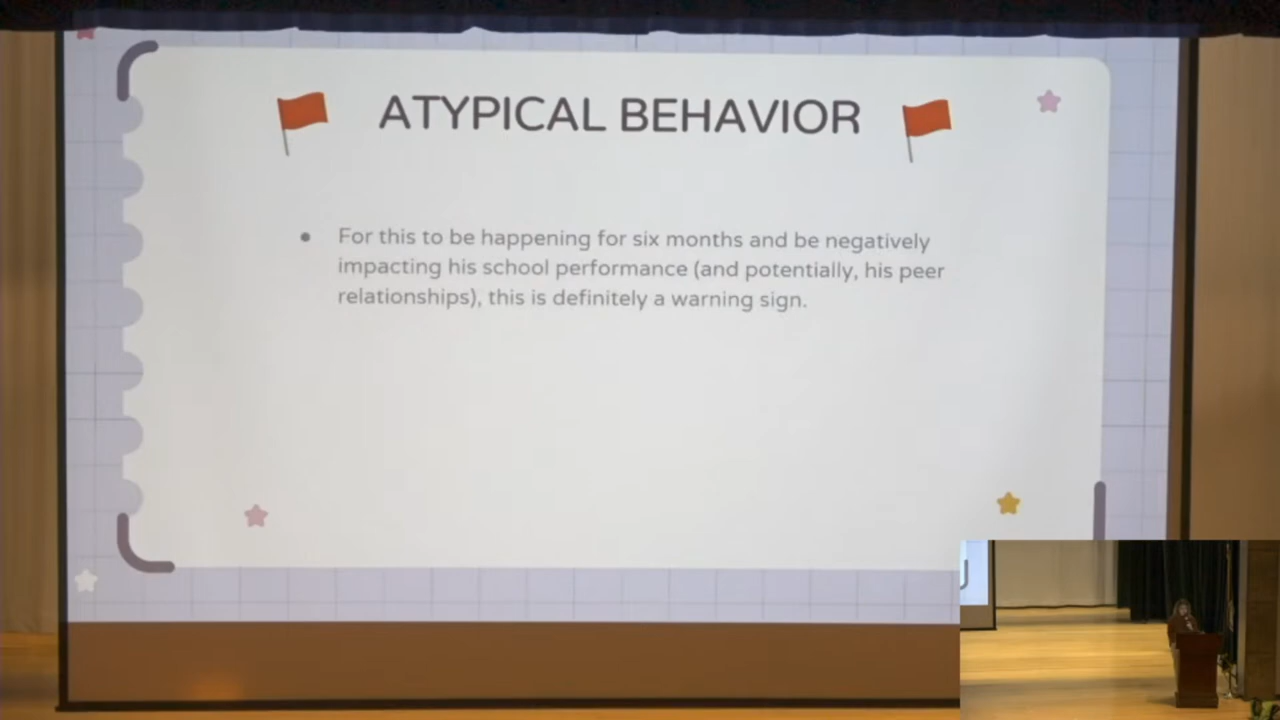 ATYPICAL BEHAVIOR
• For this to be happening for six months and be negatively
impacting his school performance (and potentially, his peer
relationships), this is definitely a warning sign.